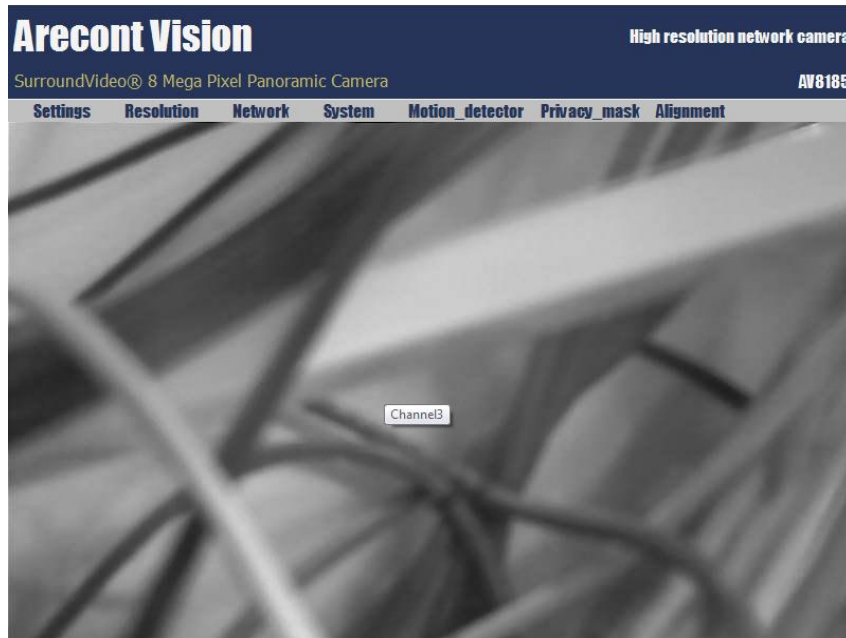 Arecont Vision
High resolution network camera
SurroundVideo® 8 Mega Pixel Panoramic Camera
AV8185
Settings Resolution Network System Motion_detector Privacy_mask Alignment
Channel3